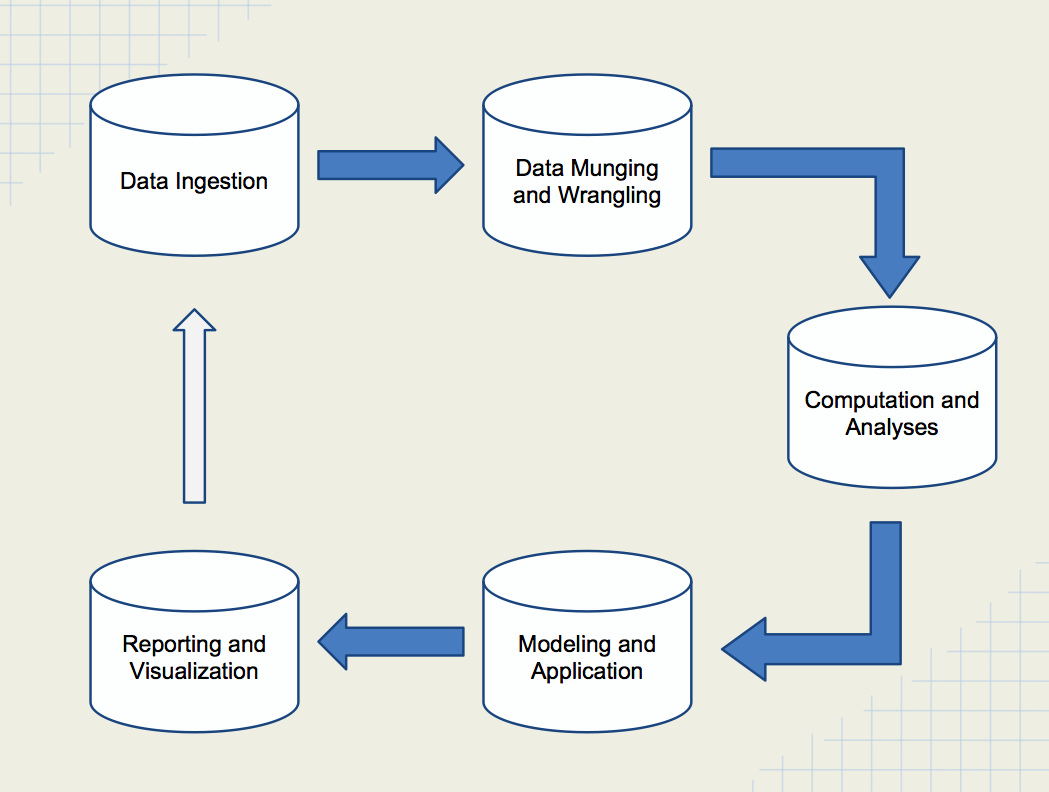 Data Ingestion
Data Munging
and Wrangling
Computation and
Analyses
Modeling and
Application
Reporting and
Visualization